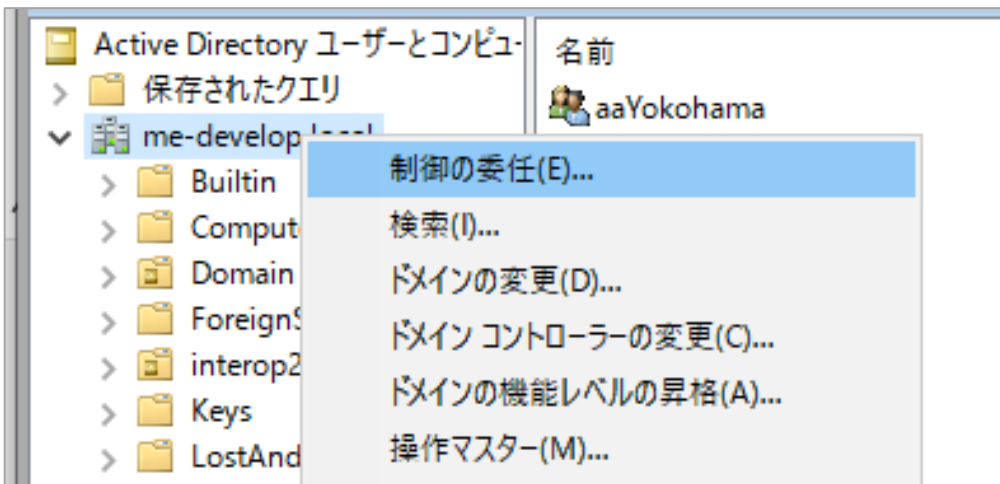 Active Directory ユーザーとコンピュ
保存されたクエリ
me-develop.local
Builtin
Comput
Domain
Foreign
interop2
Keys
LostAnd
名前
aaYokohama
制御の委任(E)...
検索(I)...
ドメインの変更(D)...
ドメイン コントローラーの変更(C)...
ドメインの機能レベルの昇格(A)...
操作マスター(M)...